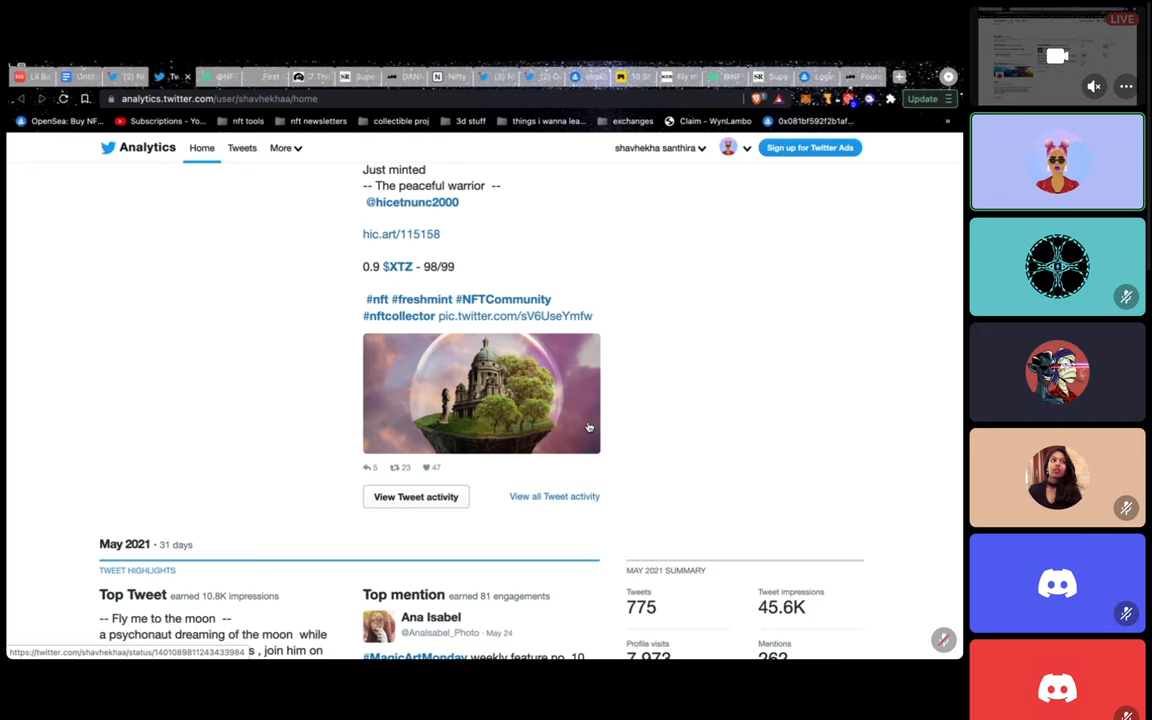 LIVE
Untit
analytics.twitter.com/user/shavhekhaa/home
Update
OpenSea: Buy NF...
Subscriptions - Yo...
nft tools
nft newsletters
collectible proj
3d stuff
things i wanna lea...
exchanges
Claim – WynLambo
0x081bf592f2b1af...
»
Analytics
Home
Tweets
More
shavhekha santhira
Sign up for Twitter Ads
Just minted
-- The peaceful warrior --
@hicetnunc2000
hic.art/115158
0.9 $XTZ - 98/99
#nft #freshmint #NFTCommunity
#nftcollector pic.twitter.com/sV6UseYmfw
5 23 47
View Tweet activity
View all Tweet activity
May 2021 • 31 days
TWEET HIGHLIGHTS
Top Tweet earned 10.8K impressions
-- Fly me to the moon --
a psychonaut dreaming of the moon while
s , join him on
https://twitter.com/shavhekhaa/status/1401089811243433984
Top mention earned 81 engagements
Ana Isabel
@AnaIsabel_Photo · May 24
#MagicArtMonday weekly feature no. 10
MAY 2021 SUMMARY
Tweets
775
Tweet impressions
45.6K
Profile visits
7,973
Mentions
262